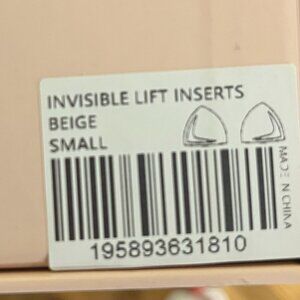 INVISIBLE LIFT INSERTS
BEIGE
SMALL
MADE IN CHINA
195893631810